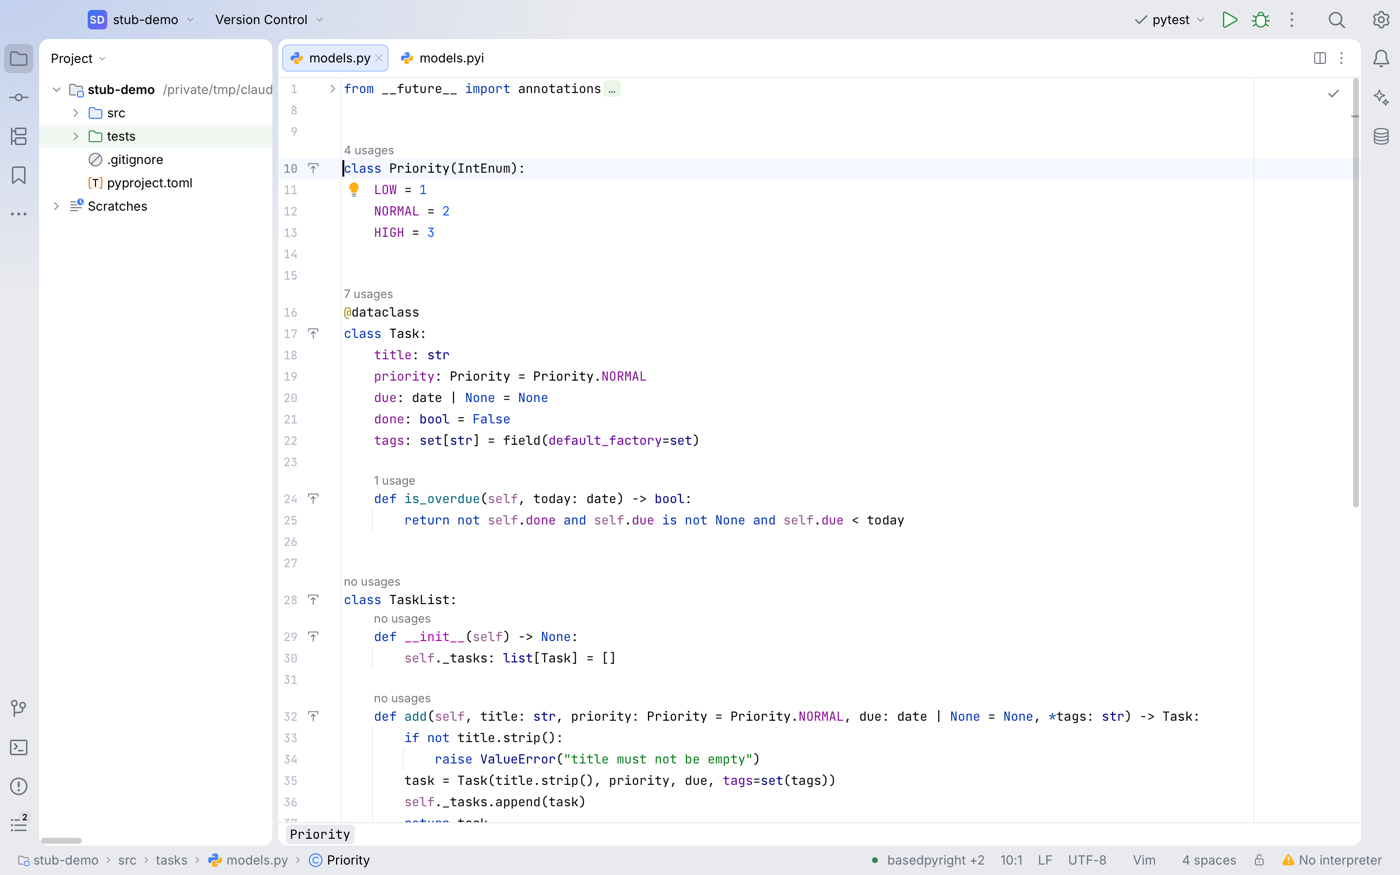 SD stub-demo Version Control pytest
Project
models.py
models.pyi
stub-demo /private/tmp/claud
src
tests
.gitignore
pyproject.toml
Scratches
1 from __future__ import annotations...
8
9
4 usages
10 class Priority(IntEnum):
11 LOW = 1
12 NORMAL = 2
13 HIGH = 3
14
15
7 usages
16 @dataclass
17 class Task:
18 title: str
19 priority: Priority = Priority.NORMAL
20 due: date | None = None
21 done: bool = False
22 tags: set[str] = field(default_factory=set)
23
1 usage
24 def is_overdue(self, today: date) -> bool:
25 return not self.done and self.due is not None and self.due < today
26
27
no usages
28 class TaskList:
no usages
29 def __init__(self) -> None:
30 self._tasks: list[Task] = []
31
no usages
32 def add(self, title: str, priority: Priority = Priority.NORMAL, due: date | None = None, *tags: str) -> Task:
33 if not title.strip():
34 raise ValueError("title must not be empty")
35 task = Task(title.strip(), priority, due, tags=set(tags))
36 self._tasks.append(task)
37 return task
2
Priority
stub-demo > src > tasks > models.py > Priority
basedpyright +2 10:1 LF UTF-8 Vim 4 spaces No interpreter